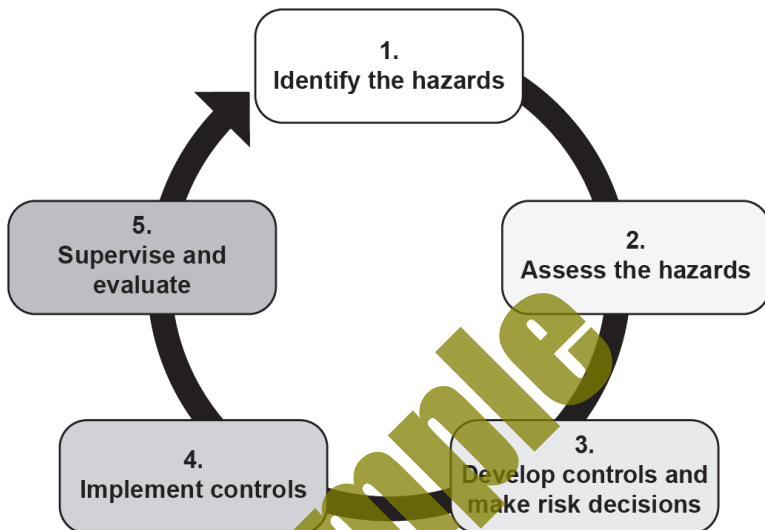 1.
Identify the hazards
2.
Assess the hazards
3.
Develop controls and
make risk decisions
4.
Implement controls
5.
Supervise and
evaluate